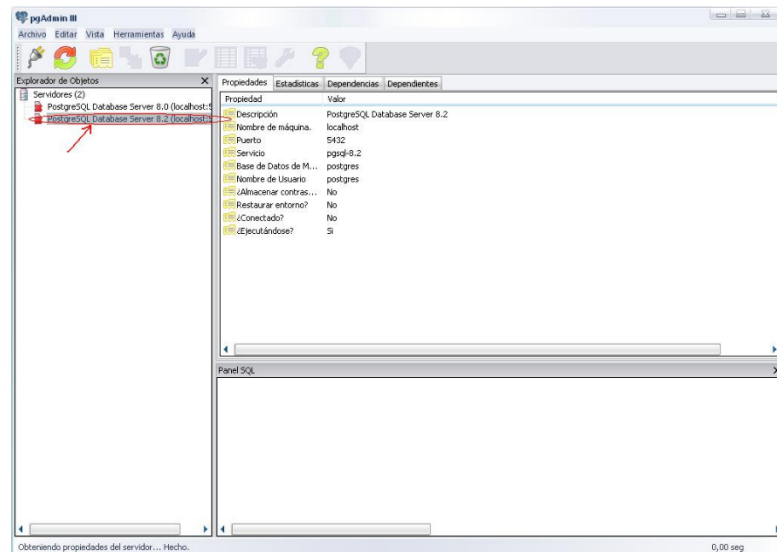 pgAdmin III
Archivo Editar Vista Herramientas Ayuda
Explorador de Objetos
Servidores (2)
PostgreSQL Database Server 8.0 (localhost:5
PostgreSQL Database Server 8.2 (localhost:5
Propiedades Estadísticas Dependencias Dependientes
Propiedad Valor
Descripción PostgreSQL Database Server 8.2
Nombre de máquina. localhost
Puerto 5432
Servicio pgsql-8.2
Base de Datos de M... postgres
Nombre de Usuario postgres
¿Almacenar contras... No
Restaurar entorno? No
¿Conectado? No
¿Ejecutándose? Si
Panel SQL
Obteniendo propiedades del servidor... Hecho. 0,00 seg